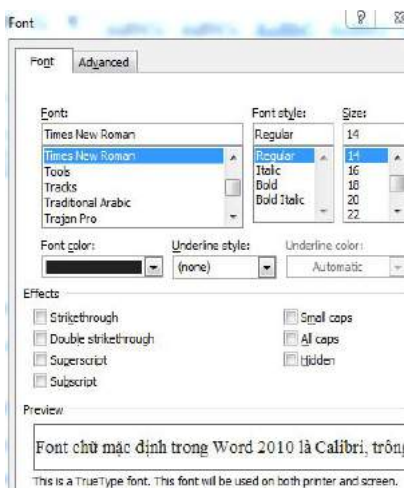 Font
Font Advanced
Font: Font style: Size:
Times New Roman Regular 14
Times New Roman Regular 14
Tools Italic 16
Tracks Bold 18
Traditional Arabic Bold Italic 20
Trajan Pro 22
Font color: Underline style: Underline color:
(none) Automatic
Effects
Strikethrough Small caps
Double strikethrough All caps
Superscript Hidden
Subscript
Preview
Font chữ mặc định trong Word 2010 là Calibri, trông
This is a TrueType font. This font will be used on both printer and screen.